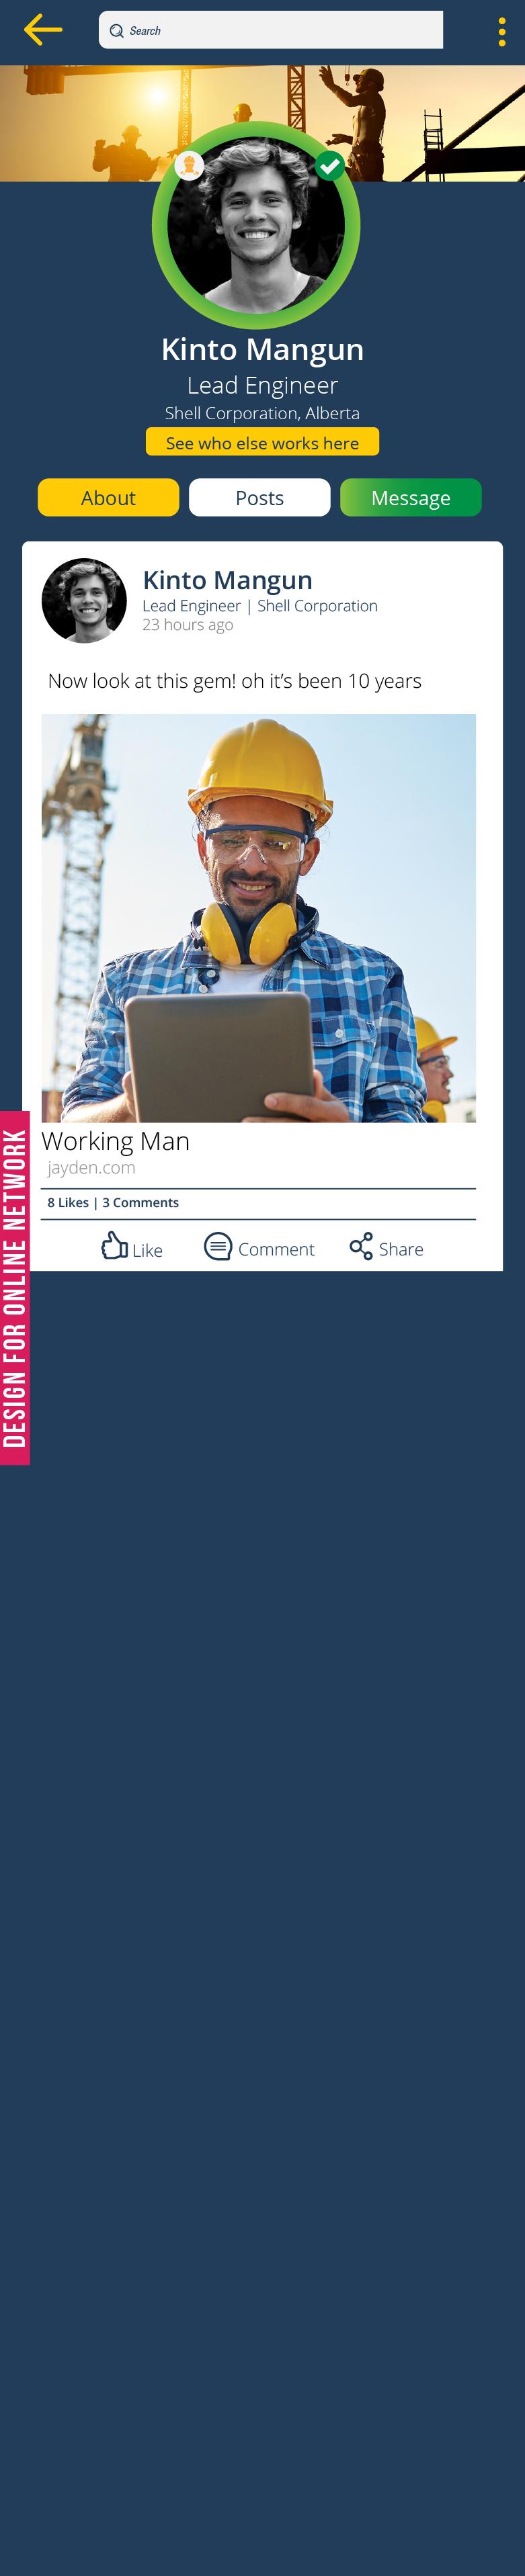 Search
Kinto Mangun
Lead Engineer
Shell Corporation, Alberta
See who else works here
About
Posts
Message
Kinto Mangun
Lead Engineer | Shell Corporation
23 hours ago
Now look at this gem! oh it’s been 10 years
Working Man
jayden.com
8 Likes | 3 Comments
Like
Comment
Share
DESIGN FOR ONLINE NETWORK